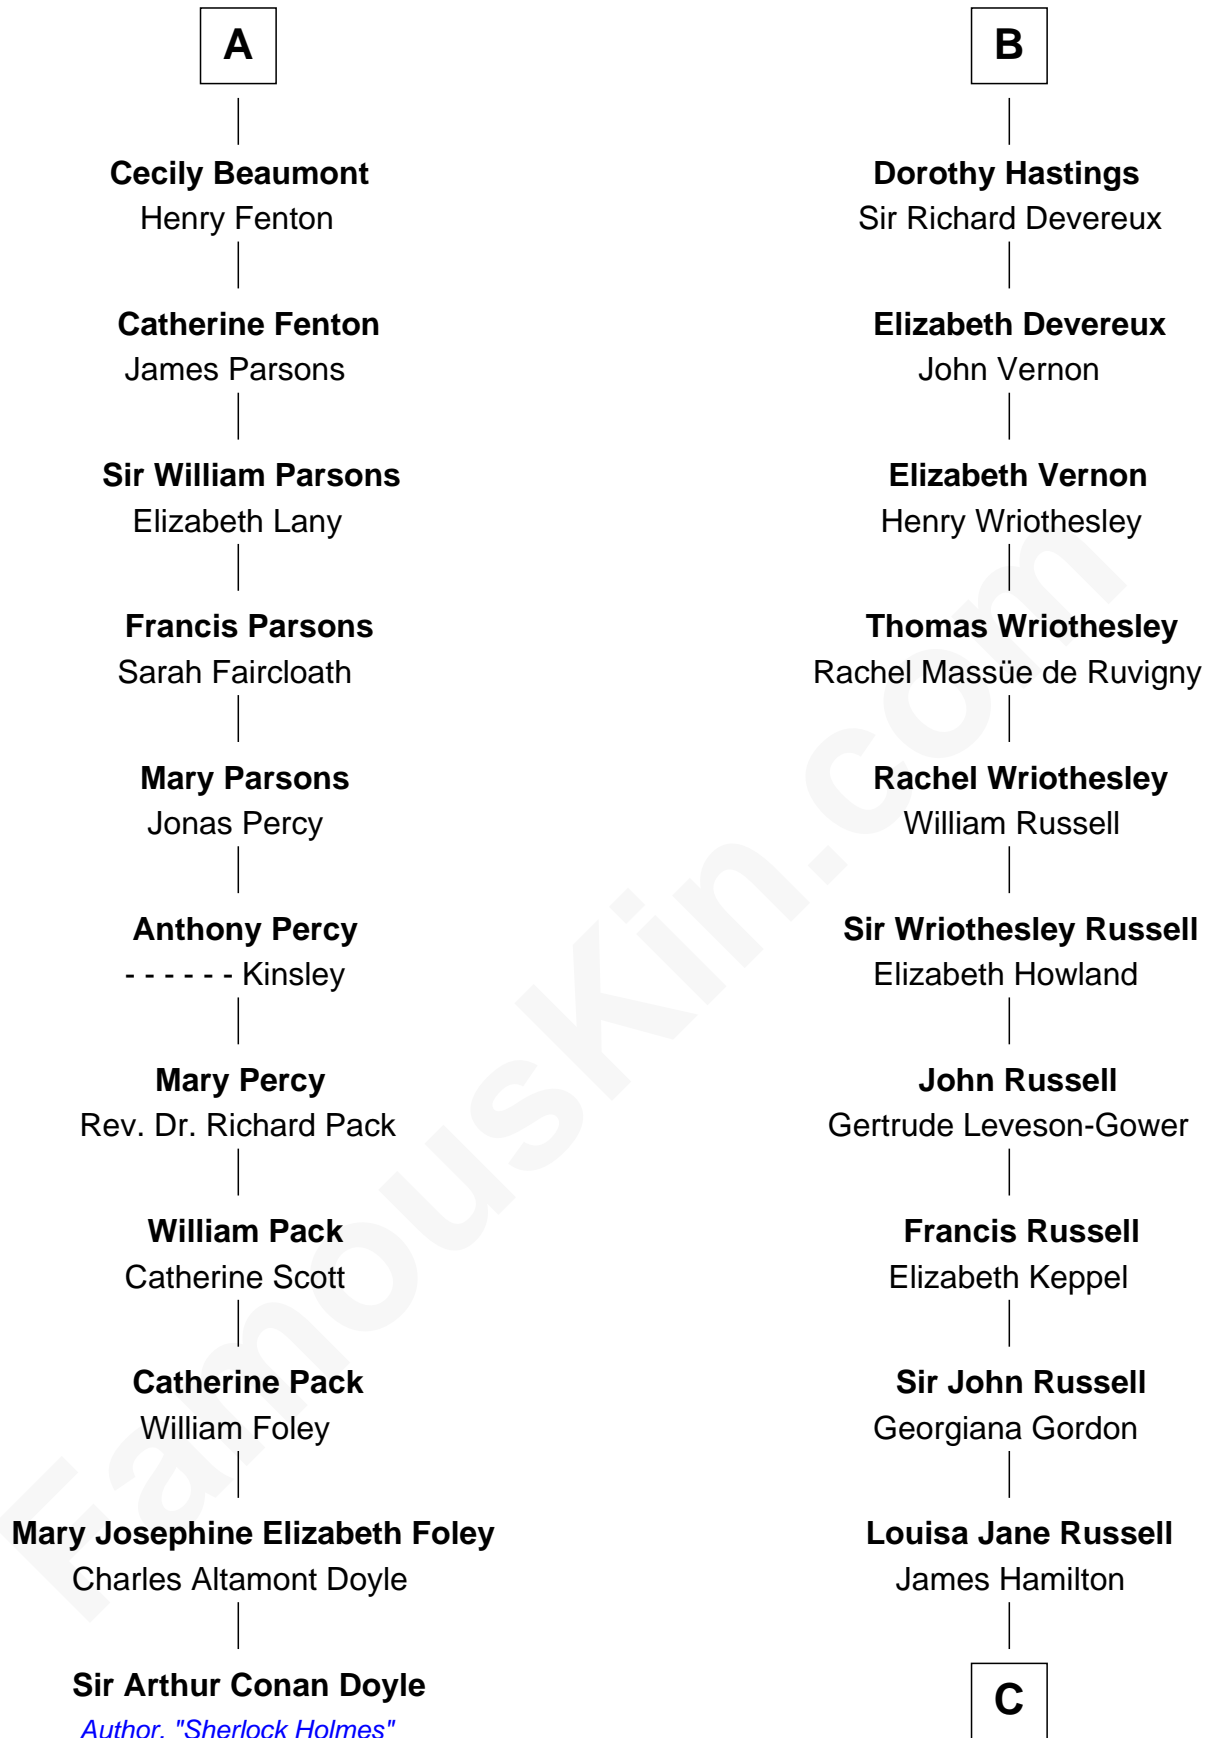 A
Cecily Beaumont
Henry Fenton
Catherine Fenton
James Parsons
Sir William Parsons
Elizabeth Lany
Francis Parsons
Sarah Faircloath
Mary Parsons
Jonas Percy
Anthony Percy
- - - - - - Kinsley
Mary Percy
Rev. Dr. Richard Pack
William Pack
Catherine Scott
Catherine Pack
William Foley
Mary Josephine Elizabeth Foley
Charles Altamont Doyle
Sir Arthur Conan Doyle
Author, "Sherlock Holmes"
B
Dorothy Hastings
Sir Richard Devereux
Elizabeth Devereux
John Vernon
Elizabeth Vernon
Henry Wriothesley
Thomas Wriothesley
Rachel Massüe de Ruvigny
Rachel Wriothesley
William Russell
Sir Wriothesley Russell
Elizabeth Howland
John Russell
Gertrude Leveson-Gower
Francis Russell
Elizabeth Keppel
Sir John Russell
Georgiana Gordon
Louisa Jane Russell
James Hamilton
C
FamousKin.com